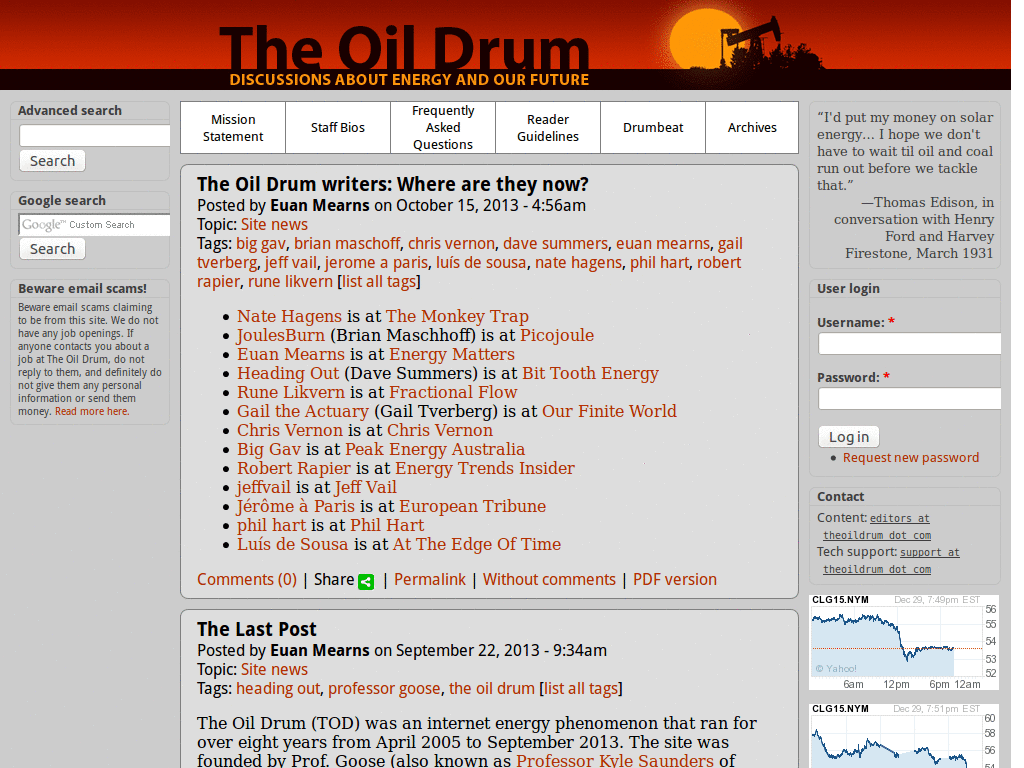 The Oil Drum
DISCUSSIONS ABOUT ENERGY AND OUR FUTURE
Advanced search
Search
Google search
Google™ Custom Search
Search
Beware email scams!
Beware email scams claiming
to be from this site. We do not
have any job openings. If
anyone contacts you about a
job at The Oil Drum, do not
reply to them, and definitely do
not give them any personal
information or send them
money. Read more here.
Mission
Statement
Staff Bios
Frequently
Asked
Questions
Reader
Guidelines
Drumbeat
Archives
The Oil Drum writers: Where are they now?
Posted by Euan Mearns on October 15, 2013 - 4:56am
Topic: Site news
Tags: big gav, brian maschoff, chris vernon, dave summers, euan mearns, gail
tverberg, jeff vail, jerome a paris, luís de sousa, nate hagens, phil hart, robert
rapier, rune likvern [list all tags]
• Nate Hagens is at The Monkey Trap
• JoulesBurn (Brian Maschhoff) is at Picojoule
• Euan Mearns is at Energy Matters
• Heading Out (Dave Summers) is at Bit Tooth Energy
• Rune Likvern is at Fractional Flow
• Gail the Actuary (Gail Tverberg) is at Our Finite World
• Chris Vernon is at Chris Vernon
• Big Gav is at Peak Energy Australia
• Robert Rapier is at Energy Trends Insider
• jeffvail is at Jeff Vail
• Jérôme à Paris is at European Tribune
• phil hart is at Phil Hart
• Luís de Sousa is at At The Edge Of Time
Comments (0) | Share | Permalink | Without comments | PDF version
The Last Post
Posted by Euan Mearns on September 22, 2013 - 9:34am
Topic: Site news
Tags: heading out, professor goose, the oil drum [list all tags]
The Oil Drum (TOD) was an internet energy phenomenon that ran for
over eight years from April 2005 to September 2013. The site was
founded by Prof. Goose (also known as Professor Kyle Saunders of
“I'd put my money on solar
energy… I hope we don't
have to wait til oil and coal
run out before we tackle
that.”
—Thomas Edison, in
conversation with Henry
Ford and Harvey
Firestone, March 1931
User login
Username: *
Password: *
Log in
• Request new password
Contact
Content: editors at
theoildrum dot com
Tech support: support at
theoildrum dot com
CLG15.NYM Dec 29, 7:49pm EST
56
55
54
53
52
© Yahoo!
6am 12pm 6pm 12am
CLG15.NYM Dec 29, 7:51pm EST
60
58
56
54